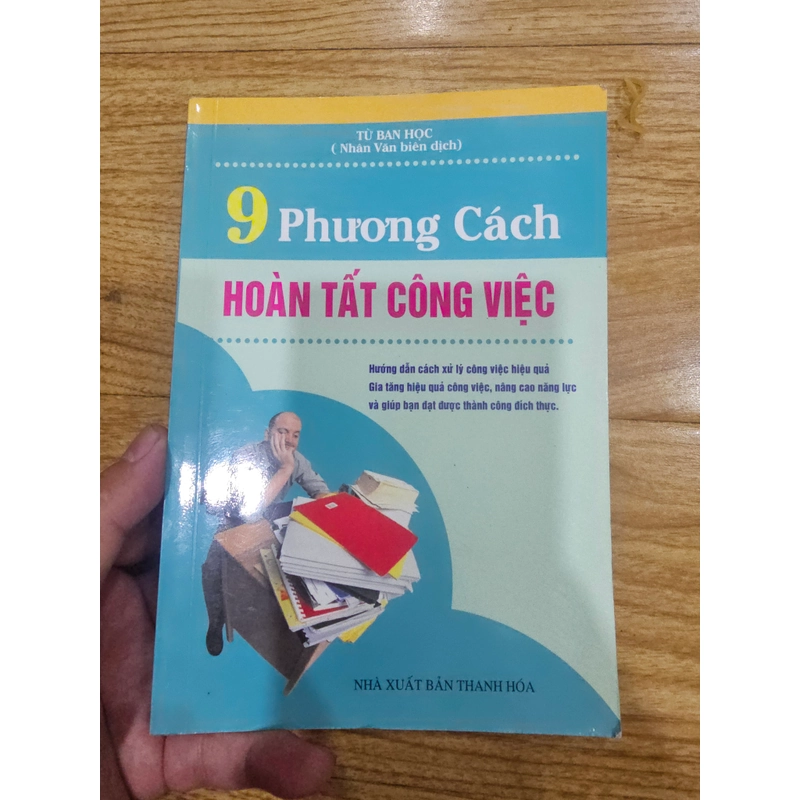 TỪ BAN HỌC
( Nhân Văn biên dịch)
9 Phương Cách
HOÀN TẤT CÔNG VIỆC
Hướng dẫn cách xử lý công việc hiệu quả
Gia tăng hiệu quả công việc, nâng cao năng lực
và giúp bạn đạt được thành công đích thực.
NHÀ XUẤT BẢN THANH HÓA